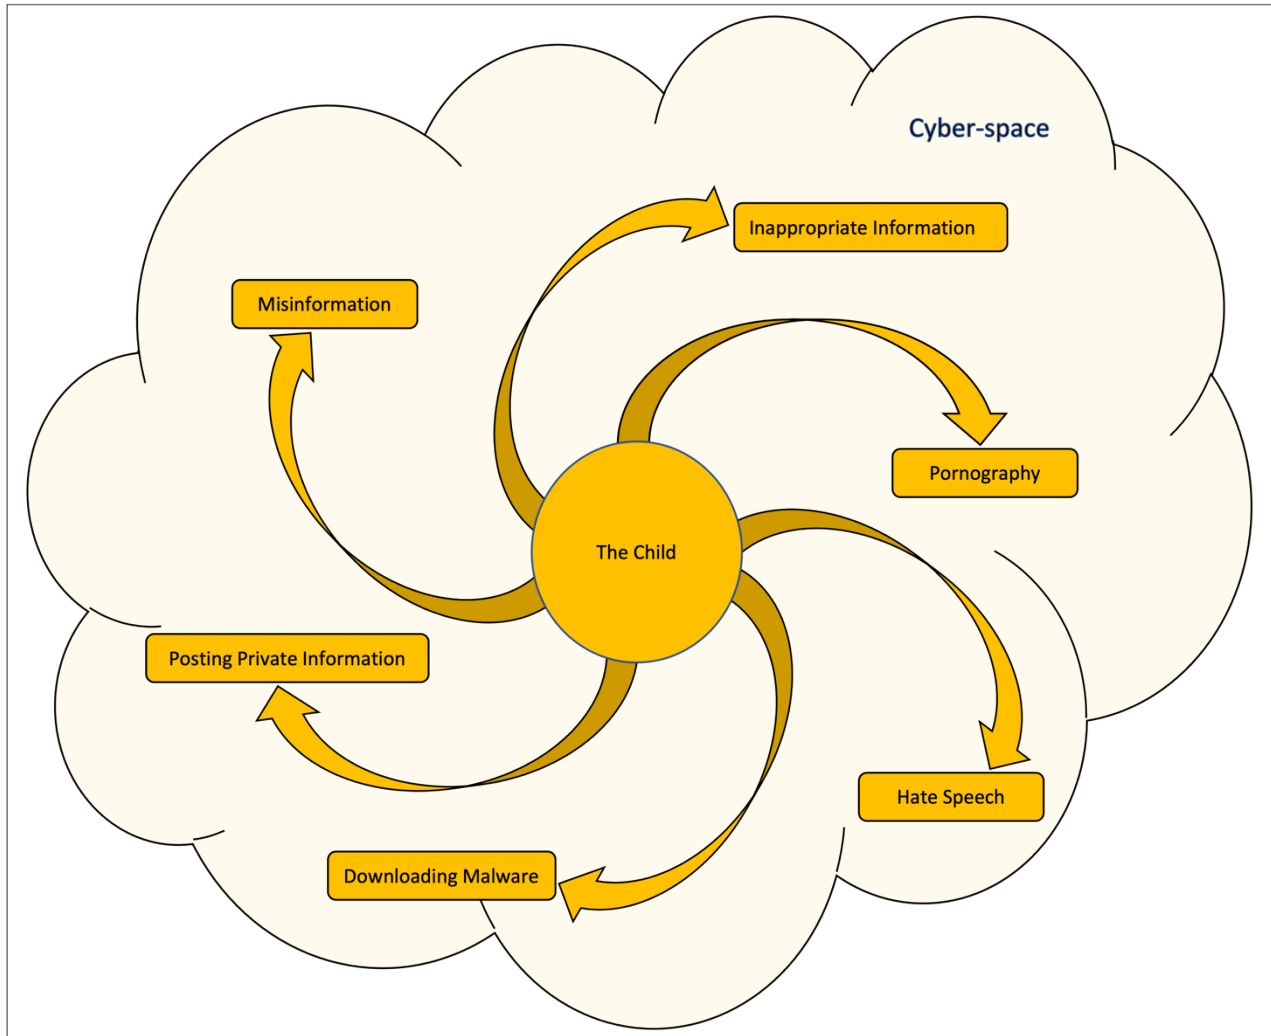 Cyber-space
Inappropriate Information
Misinformation
Pornography
The Child
Posting Private Information
Hate Speech
Downloading Malware